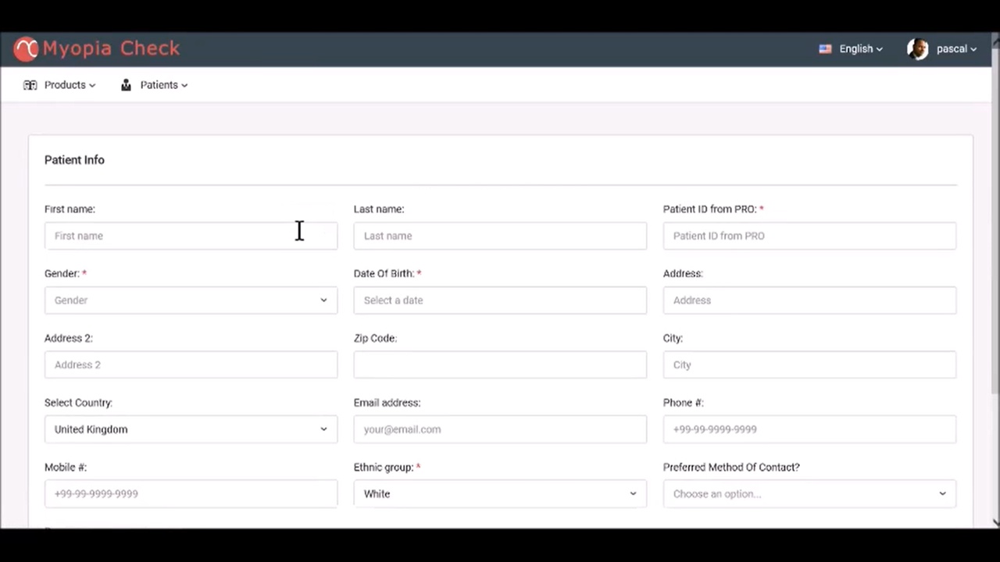 Myopia Check
English
pascal
Products
Patients
Patient Info
First name:
Last name:
Patient ID from PRO: *
First name
Last name
Patient ID from PRO
Gender: *
Date Of Birth: *
Address:
Gender
Select a date
Address
Address 2:
Zip Code:
City:
Address 2
City
Select Country:
Email address:
Phone #:
United Kingdom
your@email.com
+99-99-9999-9999
Mobile #:
Ethnic group: *
Preferred Method Of Contact?
+99-99-9999-9999
White
Choose an option...